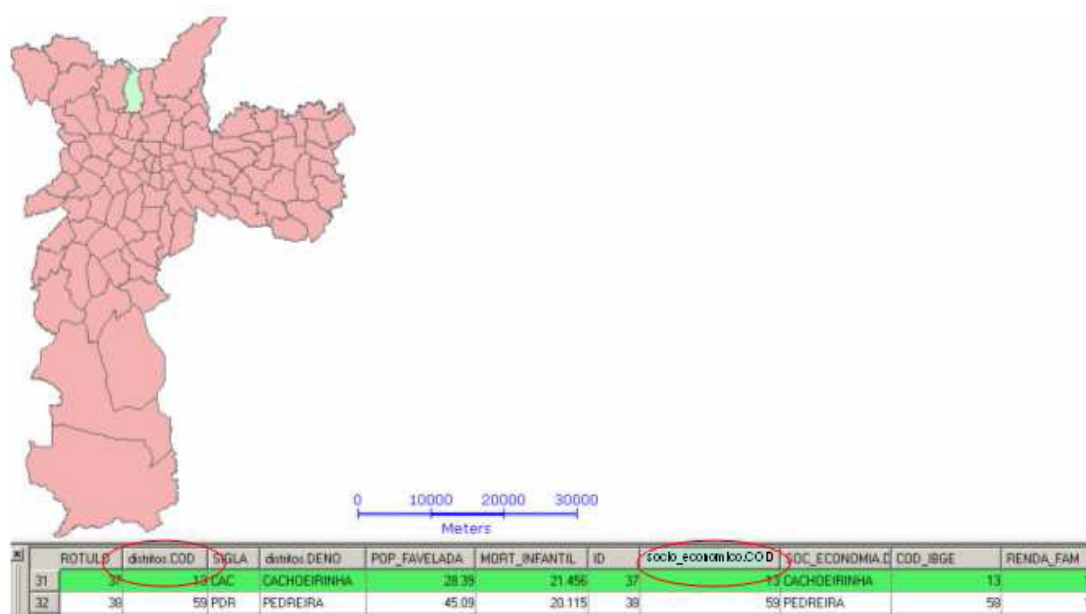 0 10000 20000 30000
Meters
ROTULO distritos.COD SIGLA distritos.DENO POP_FAVELADA MORT_INFANTIL ID socio_economico.COD SOC_ECONOMIA.D COD_IBGE RENDA_FAM
31 37 13 CAC CACHOEIRINHA 28.39 21.456 37 13 CACHOEIRINHA 13
32 38 59 PDR PEDREIRA 45.09 20.115 38 59 PEDREIRA 58